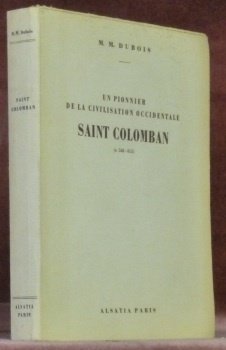 M. M. Dubois
SAINT
COLOMBAN
ALSATIA
PARIS
M. M. DUBOIS
UN PIONNIER
DE LA CIVILISATION OCCIDENTALE
SAINT COLOMBAN
ALSATIA PARIS